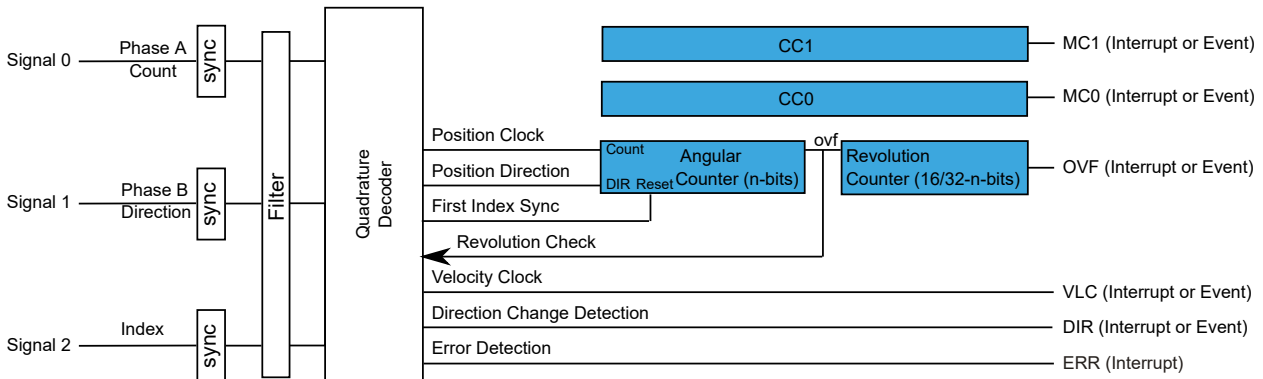 Signal 0
Phase A
Count
sync
Signal 1
Phase B
Direction
sync
Signal 2
Index
sync
Filter
Quadrature
Decoder
CC1
MC1 (Interrupt or Event)
CC0
MC0 (Interrupt or Event)
Position Clock
Position Direction
First Index Sync
Revolution Check
Velocity Clock
Direction Change Detection
Error Detection
Count
Angular
DIR Reset Counter (n-bits)
ovf
Revolution
Counter (16/32-n-bits)
OVF (Interrupt or Event)
VLC (Interrupt or Event)
DIR (Interrupt or Event)
ERR (Interrupt)